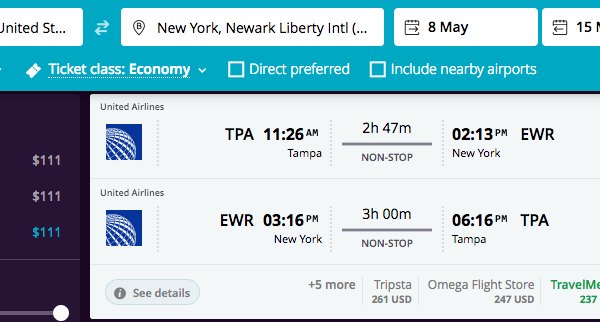 United St...
New York, Newark Liberty Intl (...
8 May
15 M
Ticket class: Economy
Direct preferred
Include nearby airports
$111
$111
$111
United Airlines
TPA 11:26 AM
Tampa
2h 47m
NON-STOP
02:13 PM EWR
New York
United Airlines
EWR 03:16 PM
New York
3h 00m
NON-STOP
06:16 PM TPA
Tampa
See details
+5 more
Tripsta
261 USD
Omega Flight Store
247 USD
TravelMe
237